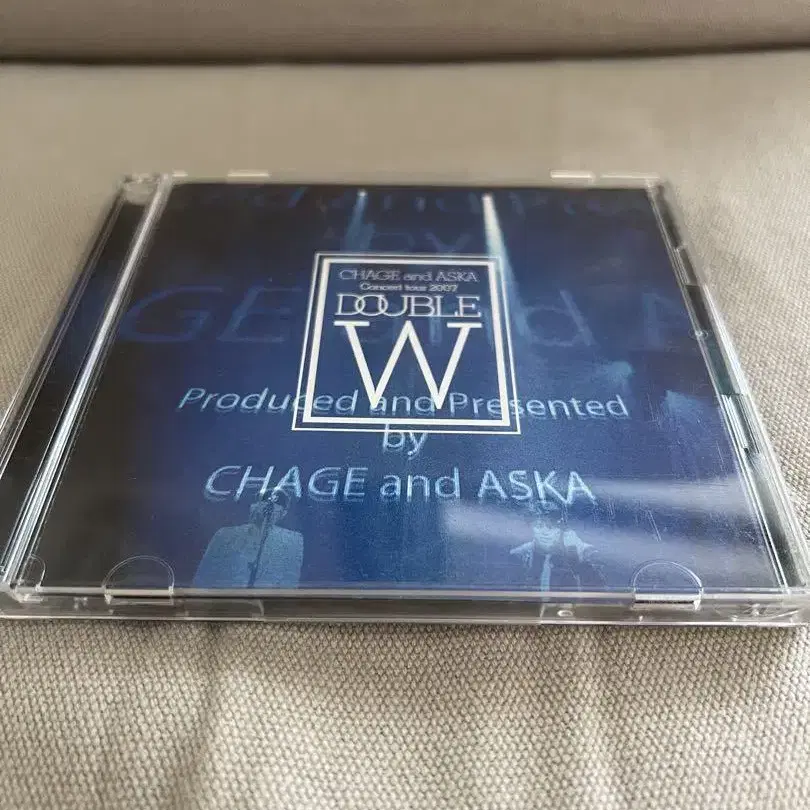 CHAGE and ASKA
Concert tour 2007
DOUBLE
W
Produced and Presented
by
CHAGE and ASKA